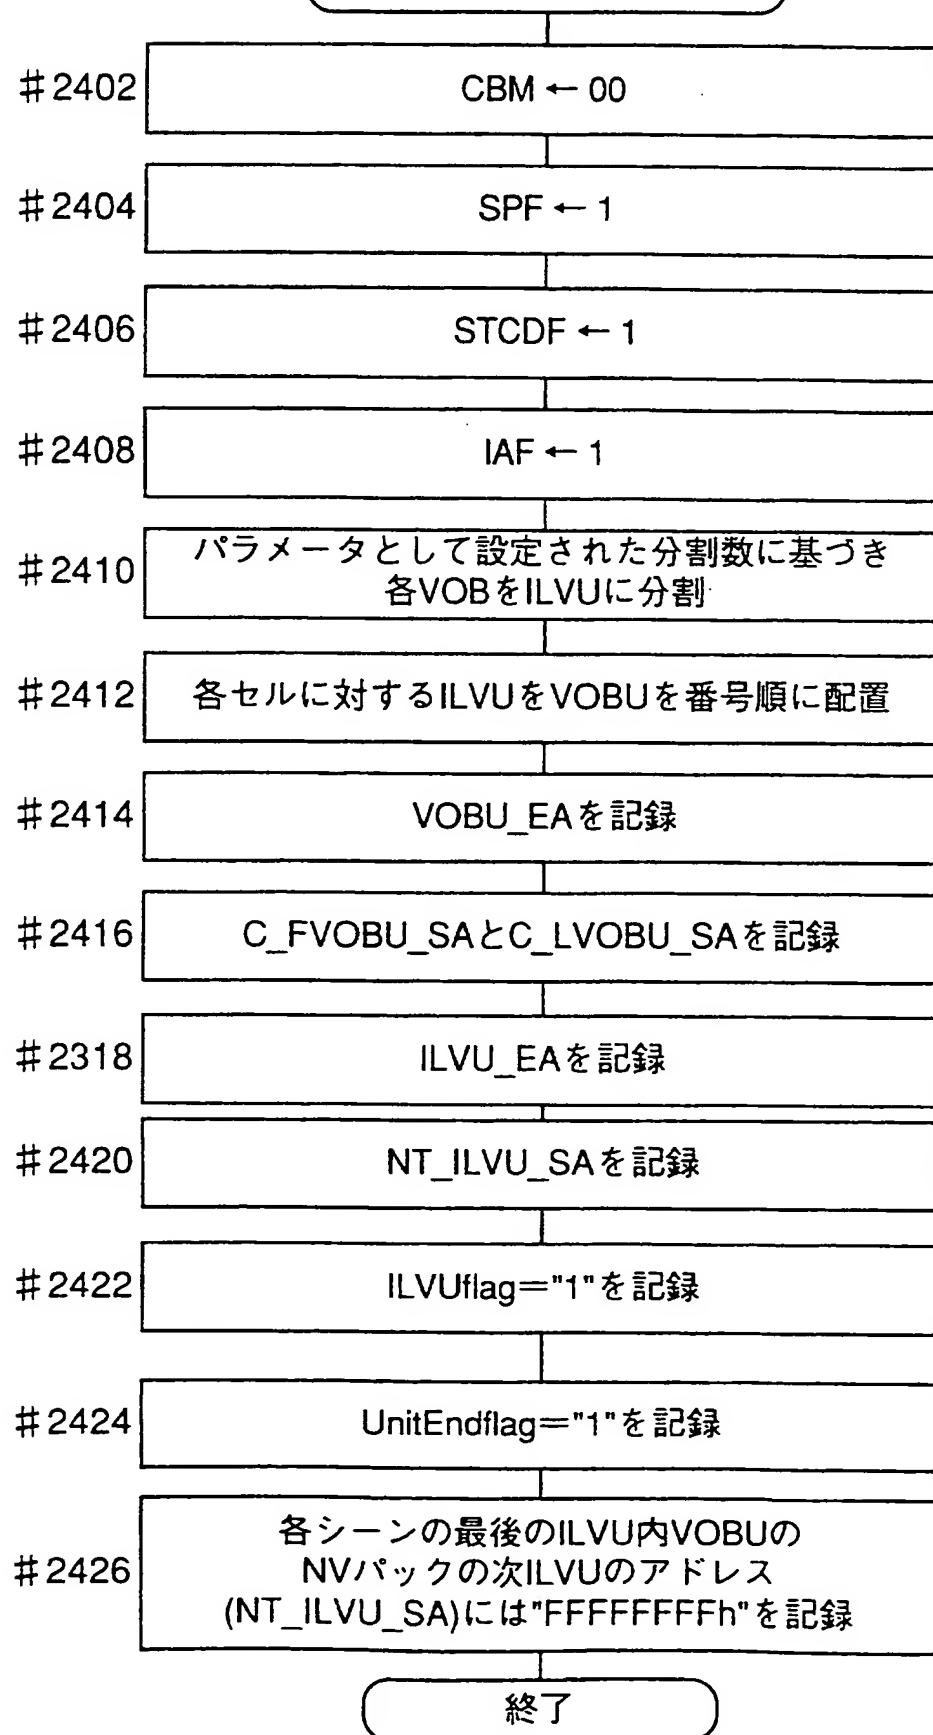 #2402
CBM ← 00
#2404
SPF ← 1
#2406
STCDF ← 1
#2408
IAF ← 1
#2410
パラメータとして設定された分割数に基づき
各VOBをILVUに分割
#2412
各セルに対するILVUをVOBUを番号順に配置
#2414
VOBU_EAを記録
#2416
C_FVOBU_SAとC_LVOBU_SAを記録
#2318
ILVU_EAを記録
#2420
NT_ILVU_SAを記録
#2422
ILVUflag="1"を記録
#2424
UnitEndflag="1"を記録
#2426
各シーンの最後のILVU内VOBUの
NVパックの次ILVUのアドレス
(NT_ILVU_SA)には"FFFFFFFFh"を記録
終了